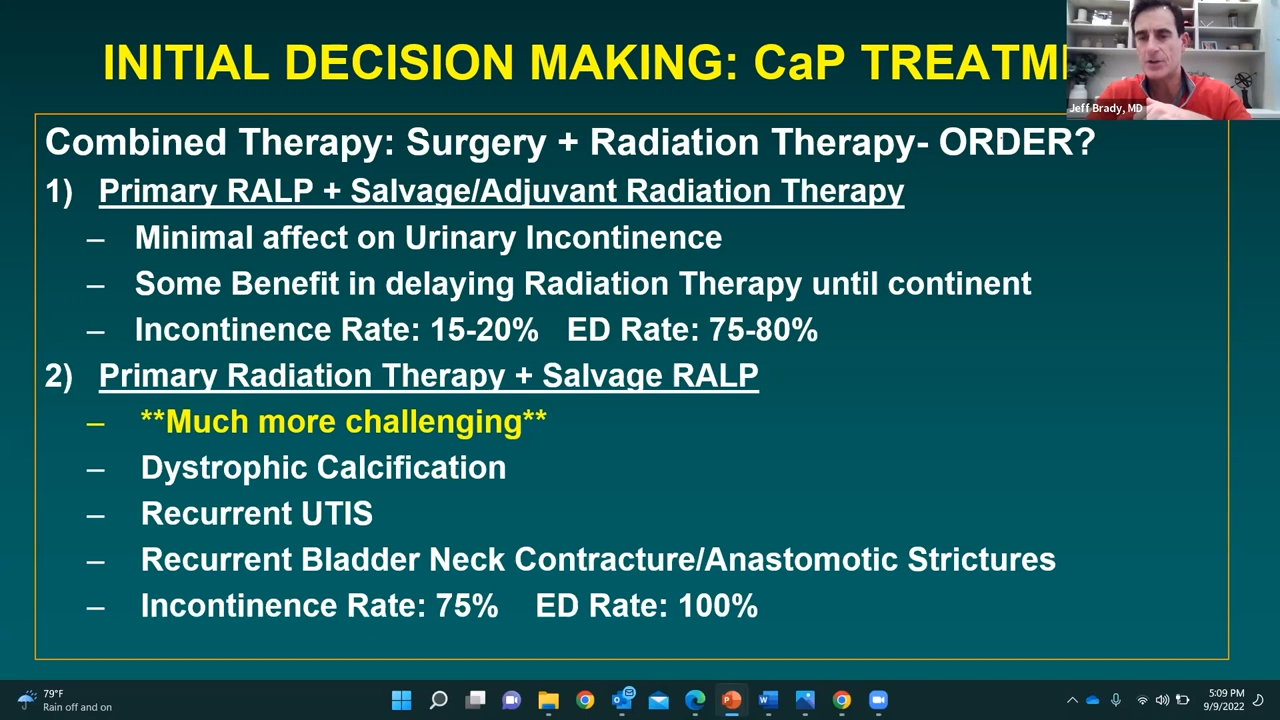 INITIAL DECISION MAKING: CaP TREATM
Jeff Brady, MD
Combined Therapy: Surgery + Radiation Therapy- ORDER?
1) Primary RALP + Salvage/Adjuvant Radiation Therapy
– Minimal affect on Urinary Incontinence
– Some Benefit in delaying Radiation Therapy until continent
– Incontinence Rate: 15-20% ED Rate: 75-80%
2) Primary Radiation Therapy + Salvage RALP
– **Much more challenging**
– Dystrophic Calcification
– Recurrent UTIS
– Recurrent Bladder Neck Contracture/Anastomotic Strictures
– Incontinence Rate: 75% ED Rate: 100%
79°F
Rain off and on
5:09 PM
9/9/2022